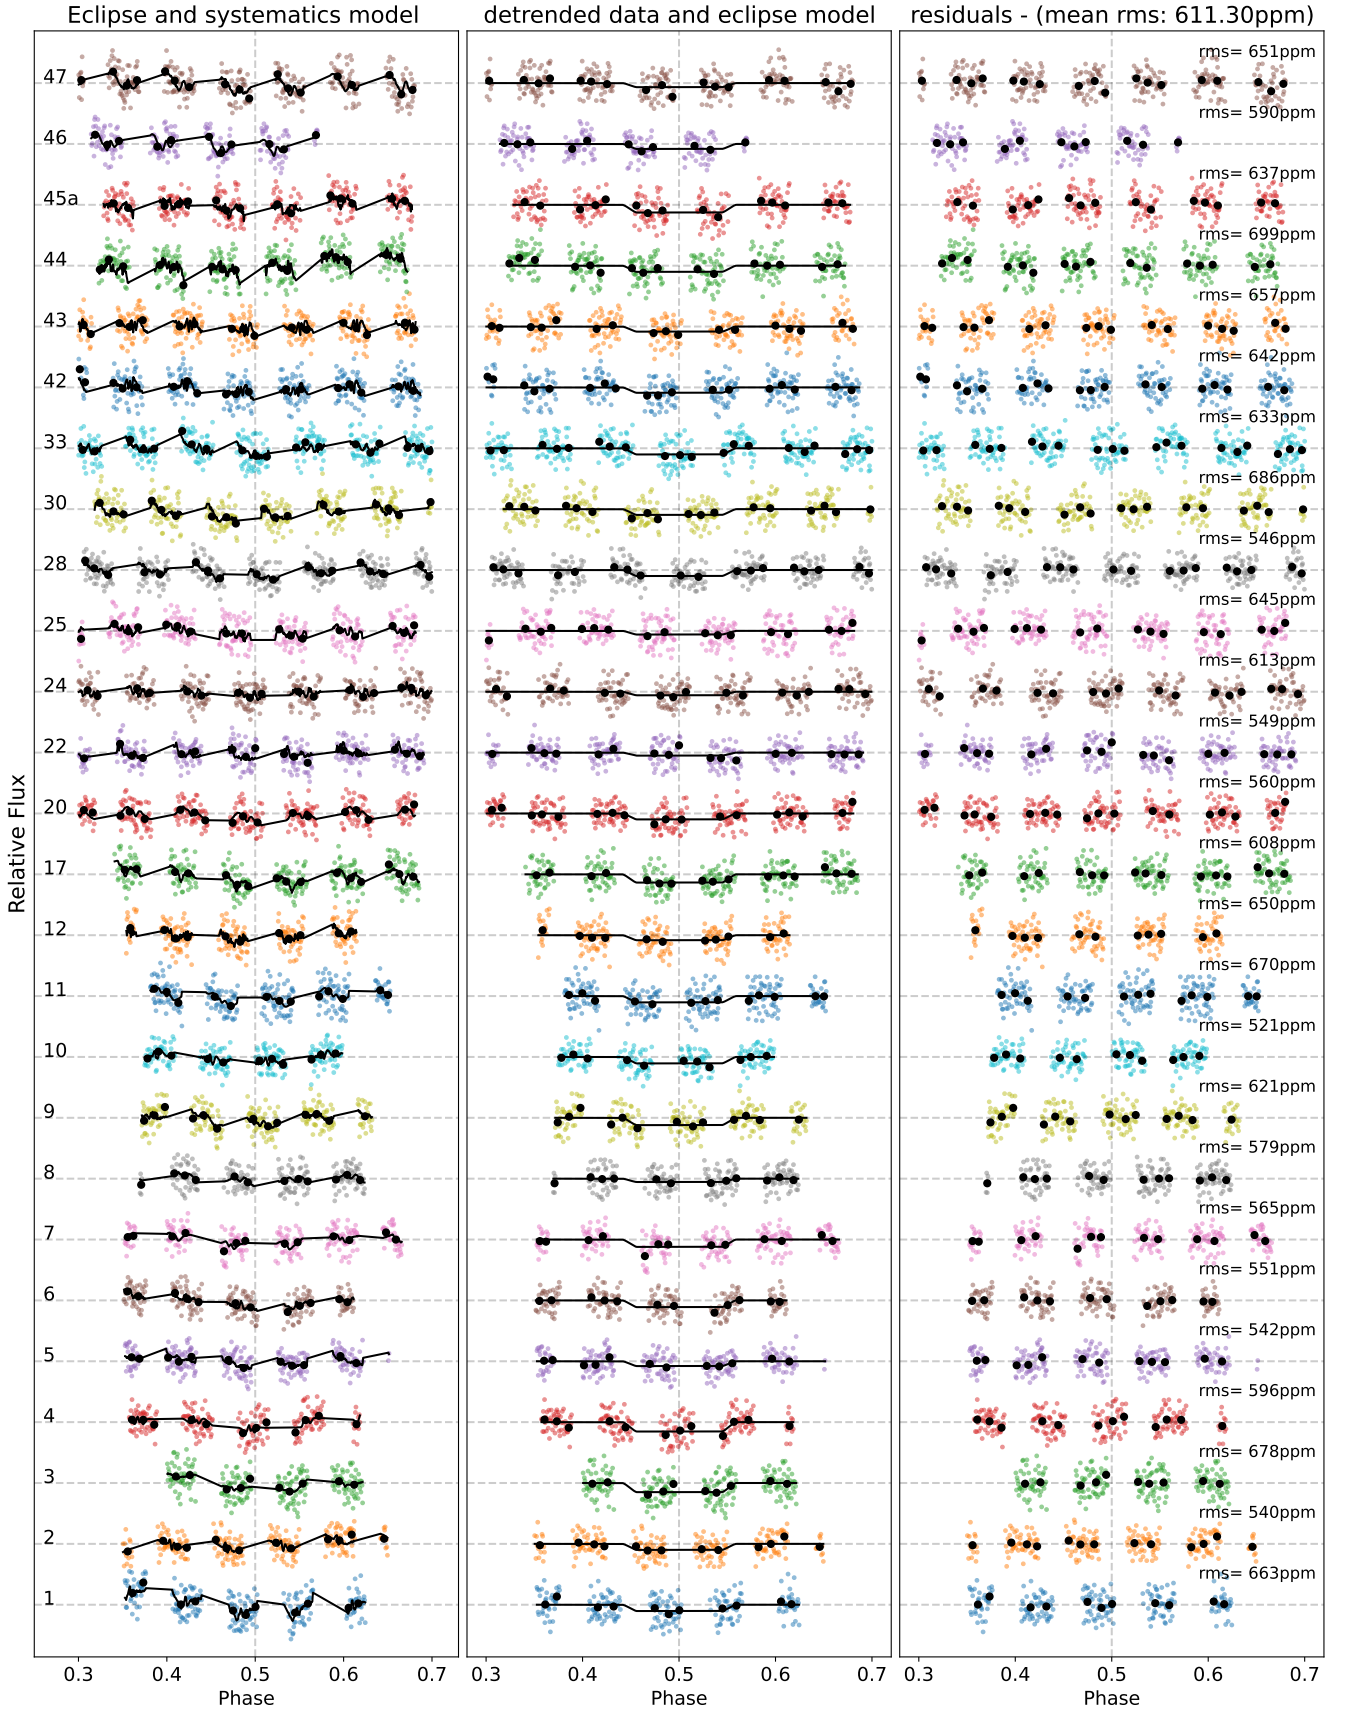 Eclipse and systematics model
detrended data and eclipse model
residuals - (mean rms: 611.30ppm)
47
rms= 651ppm
46
rms= 590ppm
45a
rms= 637ppm
44
rms= 699ppm
43
rms= 657ppm
42
rms= 642ppm
33
rms= 633ppm
30
rms= 686ppm
28
rms= 546ppm
25
rms= 645ppm
24
rms= 613ppm
22
rms= 549ppm
20
rms= 560ppm
17
rms= 608ppm
12
rms= 650ppm
11
rms= 670ppm
10
rms= 521ppm
9
rms= 621ppm
8
rms= 579ppm
7
rms= 565ppm
6
rms= 551ppm
5
rms= 542ppm
4
rms= 596ppm
3
rms= 678ppm
2
rms= 540ppm
1
rms= 663ppm
Relative Flux
0.3 0.4 0.5 0.6 0.7
0.3 0.4 0.5 0.6 0.7
0.3 0.4 0.5 0.6 0.7
Phase
Phase
Phase